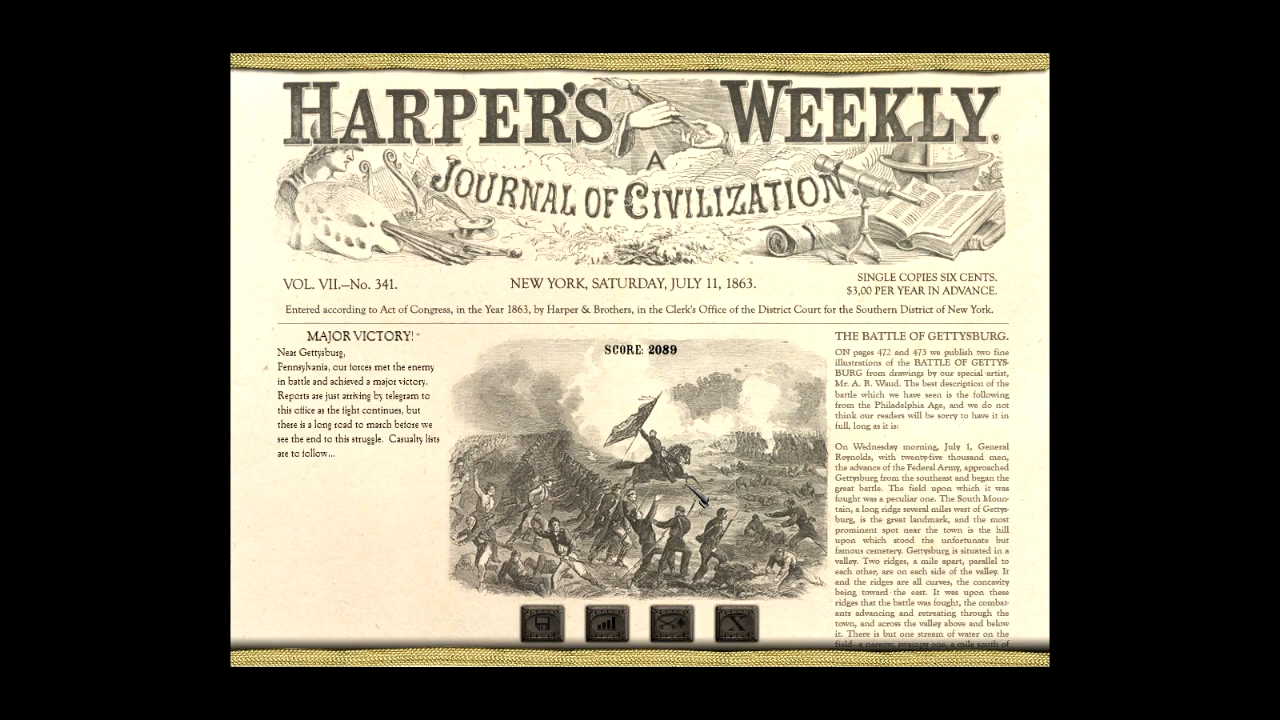 HARPER'S WEEKLY.
A
JOURNAL OF CIVILIZATION
VOL. VII.—No. 341.
NEW YORK, SATURDAY, JULY 11, 1863.
SINGLE COPIES SIX CENTS.
$3,00 PER YEAR IN ADVANCE.
Entered according to Act of Congress, in the Year 1863, by Harper & Brothers, in the Clerk's Office of the District Court for the Southern District of New York.
MAJOR VICTORY!
Near Gettysburg,
Pennsylvania, our forces met the enemy
in battle and achieved a major victory.
Reports are just arriving by telegram to
this office as the fight continues, but
there is a long road to march before we
see the end to this struggle. Casualty lists
are to follow...
SCORE: 2089
THE BATTLE OF GETTYSBURG.
ON pages 472 and 473 we publish two fine
illustrations of the BATTLE OF GETTYS-
BURG from drawings by our special artist,
Mr. A. R. Waud. The best description of the
battle which we have seen is the following
from the Philadelphia Age, and we do not
think our readers will be sorry to have it in
full, long as it is:
On Wednesday morning, July 1, General
Reynolds, with twenty-five thousand men,
the advance of the Federal Army, approached
Gettysburg from the southeast and began the
great battle. The field upon which it was
fought was a peculiar one. The South Moun-
tain, a long ridge several miles west of Gettys-
burg, is the great landmark, and the most
prominent spot near the town is the hill
upon which stood the unfortunate but
famous cemetery. Gettysburg is situated in a
valley. Two ridges, a mile apart, parallel to
each other, are on each side of the valley. It
and the ridges are all curves, the concavity
being toward the east. It was upon these
ridges that the battle was fought, the combat-
ants advancing and retreating through the
town, and across the valley above and below
it. There is but one stream of water on the
field—a narrow, swampy one, a mile south of